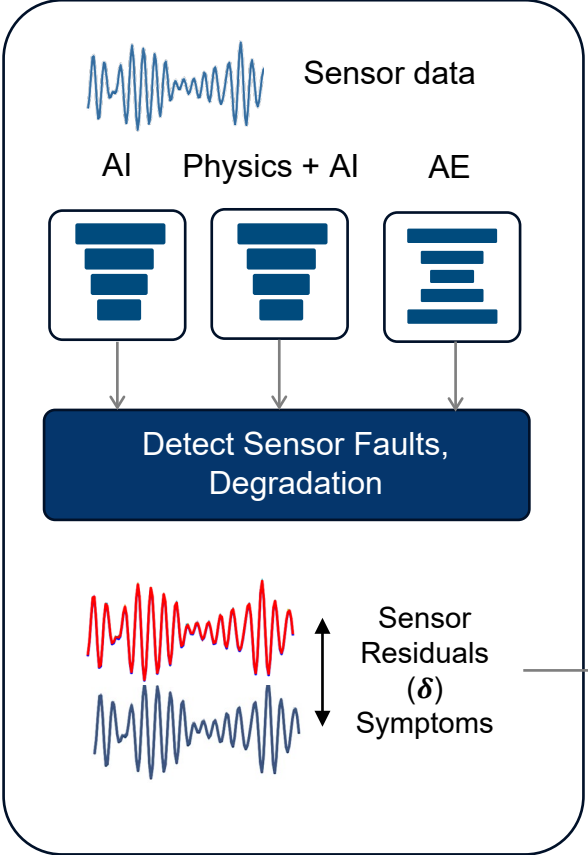 Sensor data
AI
Physics + AI
AE
Detect Sensor Faults,
Degradation
Sensor
Residuals
(δ)
Symptoms